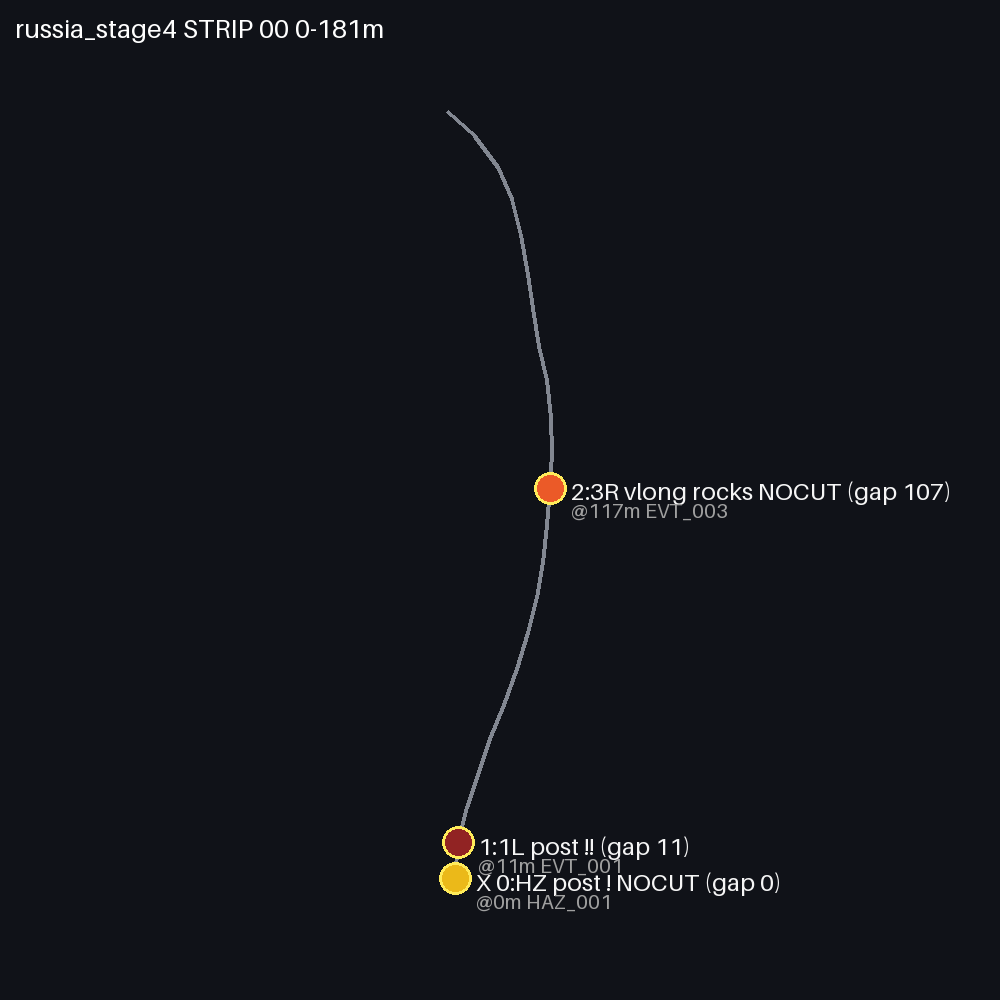 russia_stage4 STRIP 00 0-181m
2:3R vlong rocks NOCUT (gap 107)
@117m EVT_003
1:1L post !! (gap 11)
@11m EVT_001
X 0:HZ post ! NOCUT (gap 0)
@0m HAZ_001